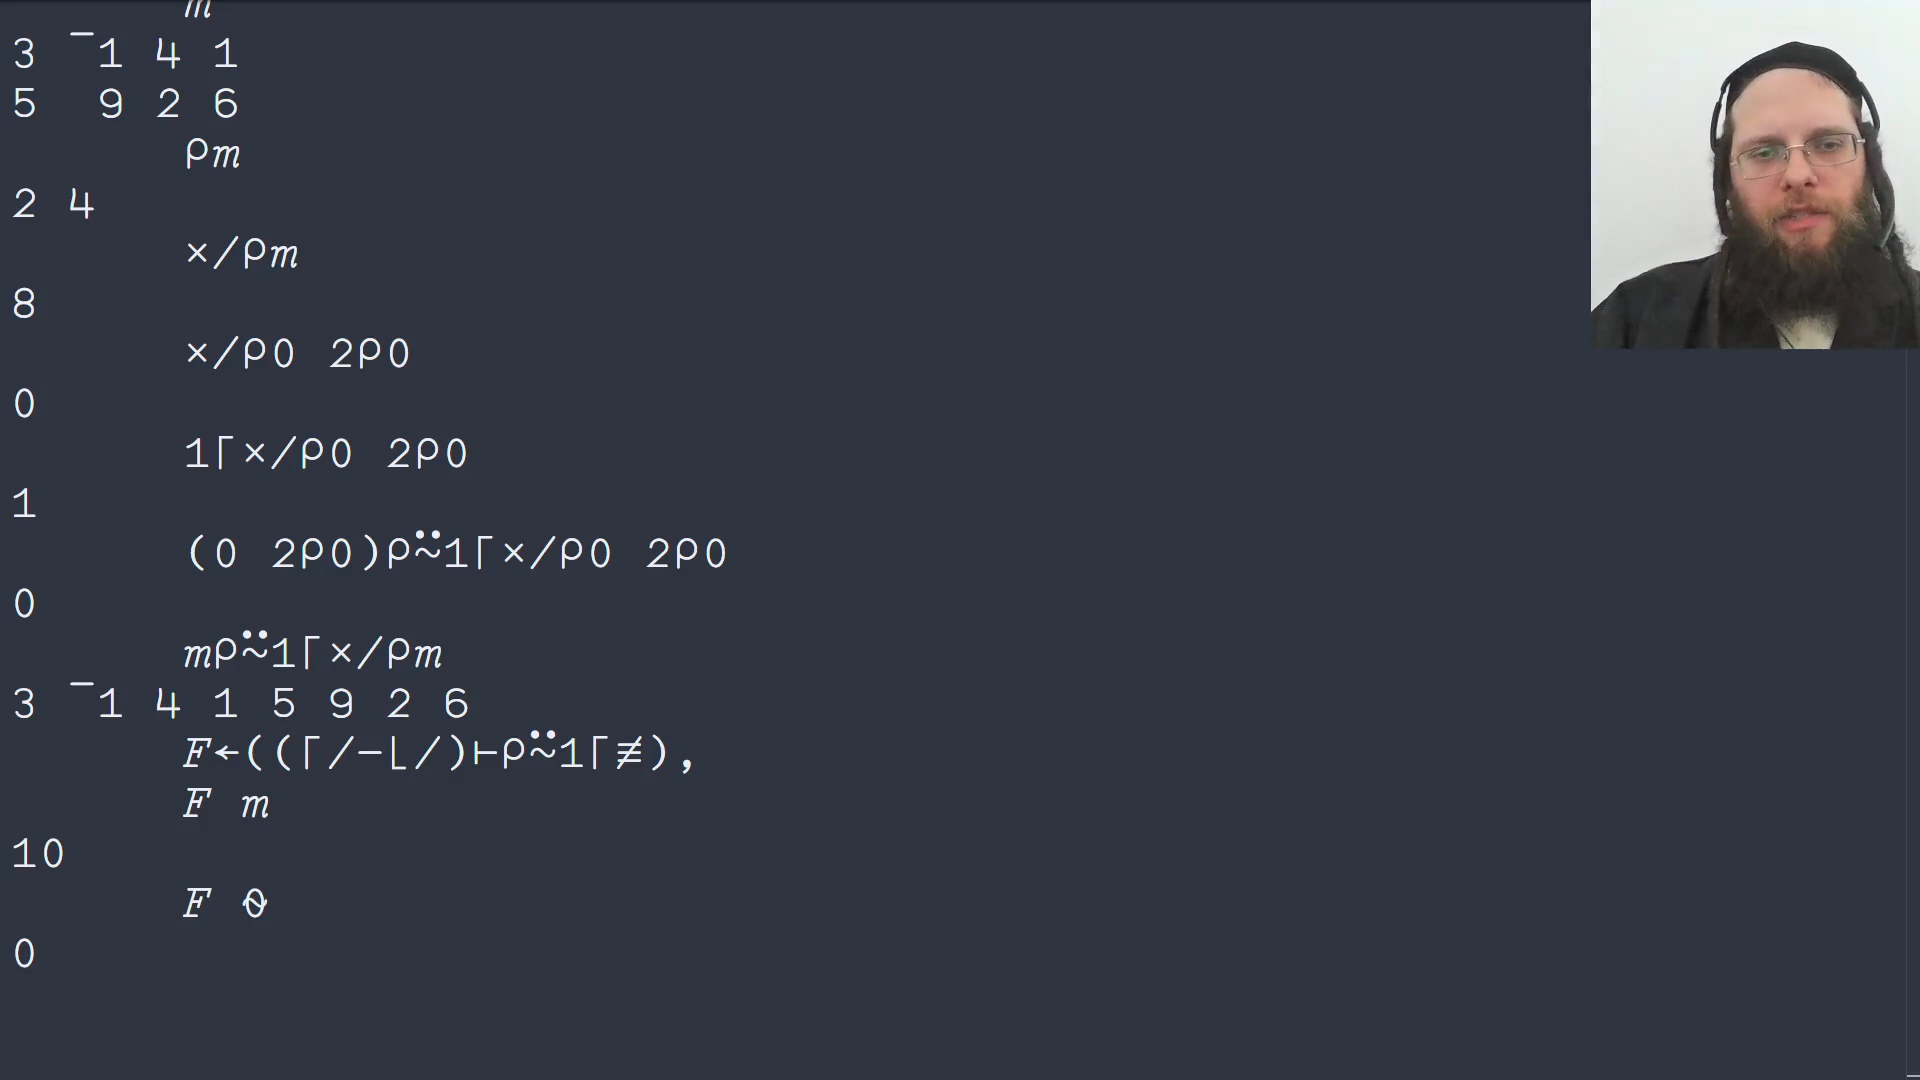 m
3 ¯1 4 1
5  9 2 6
⍴m
2 4
×/⍴m
8
×/⍴0 2⍴0
0
1⌈×/⍴0 2⍴0
1
(0 2⍴0)⍴⍨1⌈×/⍴0 2⍴0
0
m⍴⍨1⌈×/⍴m
3 ¯1 4 1 5 9 2 6
F←((⌈/-⌊/)⊢⍴⍨1⌈≢),
F m
10
F ⍬
0